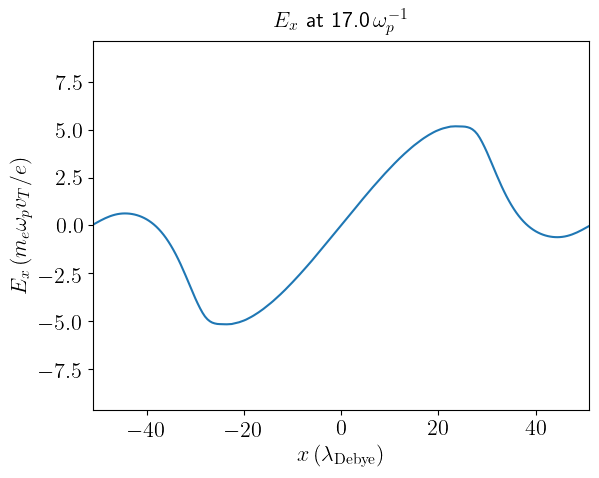 $E_x$ at $17.0\,\omega_p^{-1}$
$E_x\,(m_e\omega_p v_T/e)$
7.5
5.0
2.5
0.0
−2.5
−5.0
−7.5
−40 −20 0 20 40
$x\,(\lambda_{\mathrm{Debye}})$